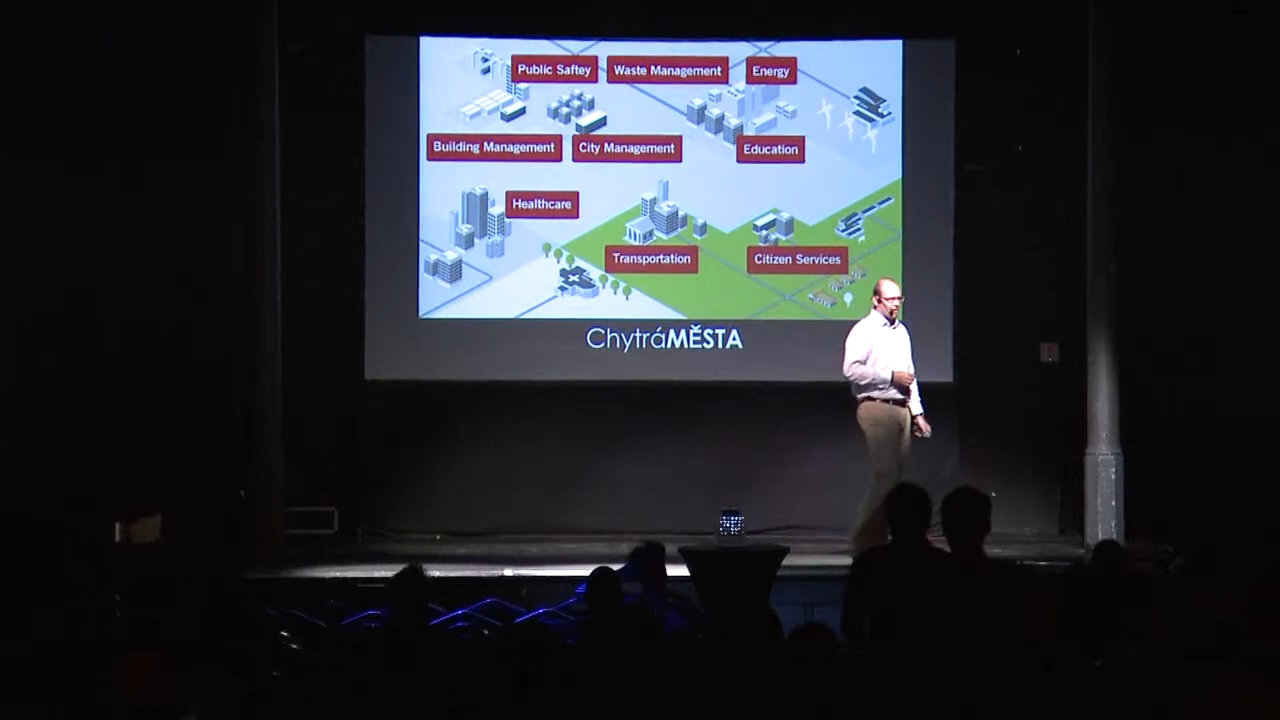 Public Saftey
Waste Management
Energy
Building Management
City Management
Education
Healthcare
Transportation
Citizen Services
ChytráMĚSTA